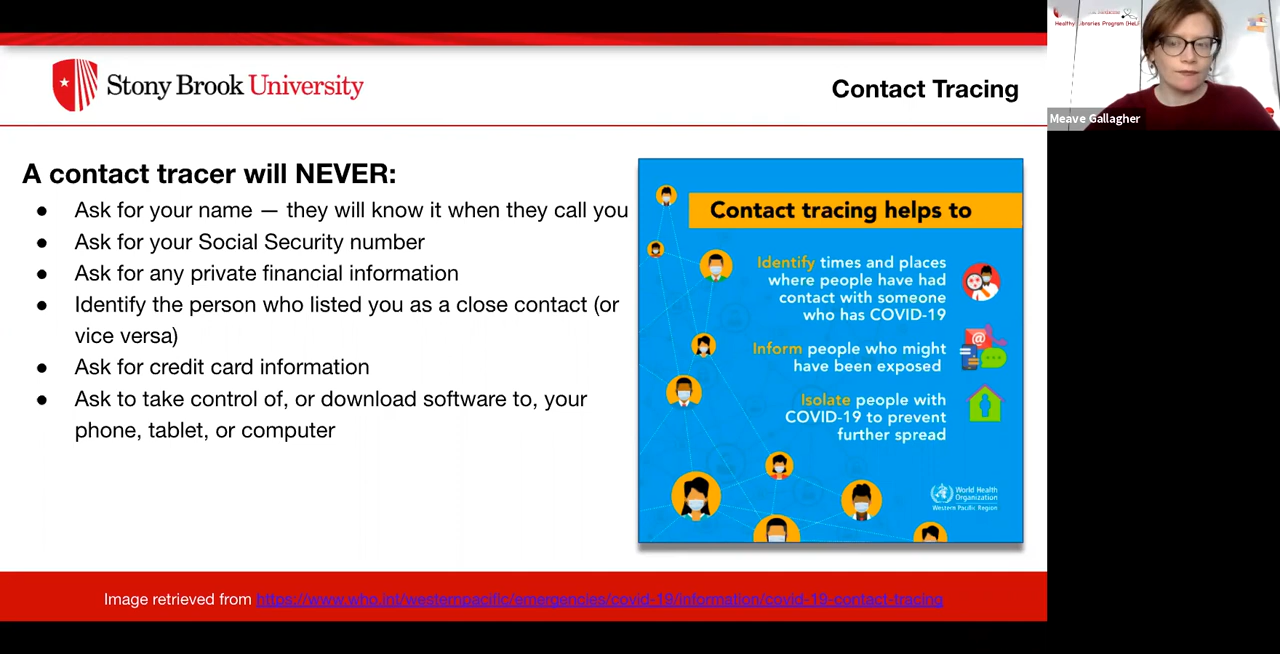 Stony Brook University
Contact Tracing
A contact tracer will NEVER:
● Ask for your name — they will know it when they call you
● Ask for your Social Security number
● Ask for any private financial information
● Identify the person who listed you as a close contact (or
vice versa)
● Ask for credit card information
● Ask to take control of, or download software to, your
phone, tablet, or computer
Contact tracing helps to
Identify times and places
where people have had
contact with someone
who has COVID-19
Inform people who might
have been exposed
Isolate people with
COVID-19 to prevent
further spread
World Health
Organization
Western Pacific Region
Image retrieved from https://www.who.int/westernpacific/emergencies/covid-19/information/covid-19-contact-tracing
Healthy Libraries Program (HeLP)
Meave Gallagher